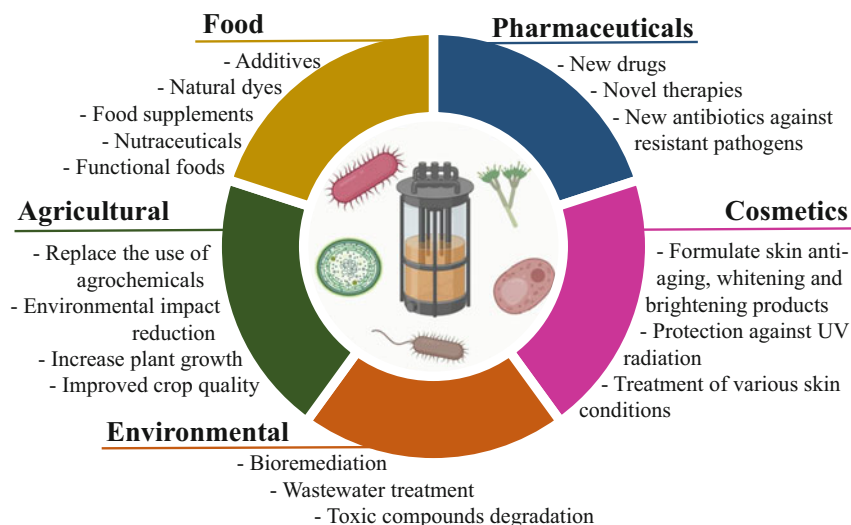 Food
- Additives
- Natural dyes
- Food supplements
- Nutraceuticals
- Functional foods
Pharmaceuticals
- New drugs
- Novel therapies
- New antibiotics against
resistant pathogens
Agricultural
- Replace the use of
agrochemicals
- Environmental impact
reduction
- Increase plant growth
- Improved crop quality
Cosmetics
- Formulate skin anti-
aging, whitening and
brightening products
- Protection against UV
radiation
- Treatment of various skin
conditions
Environmental
- Bioremediation
- Wastewater treatment
- Toxic compounds degradation